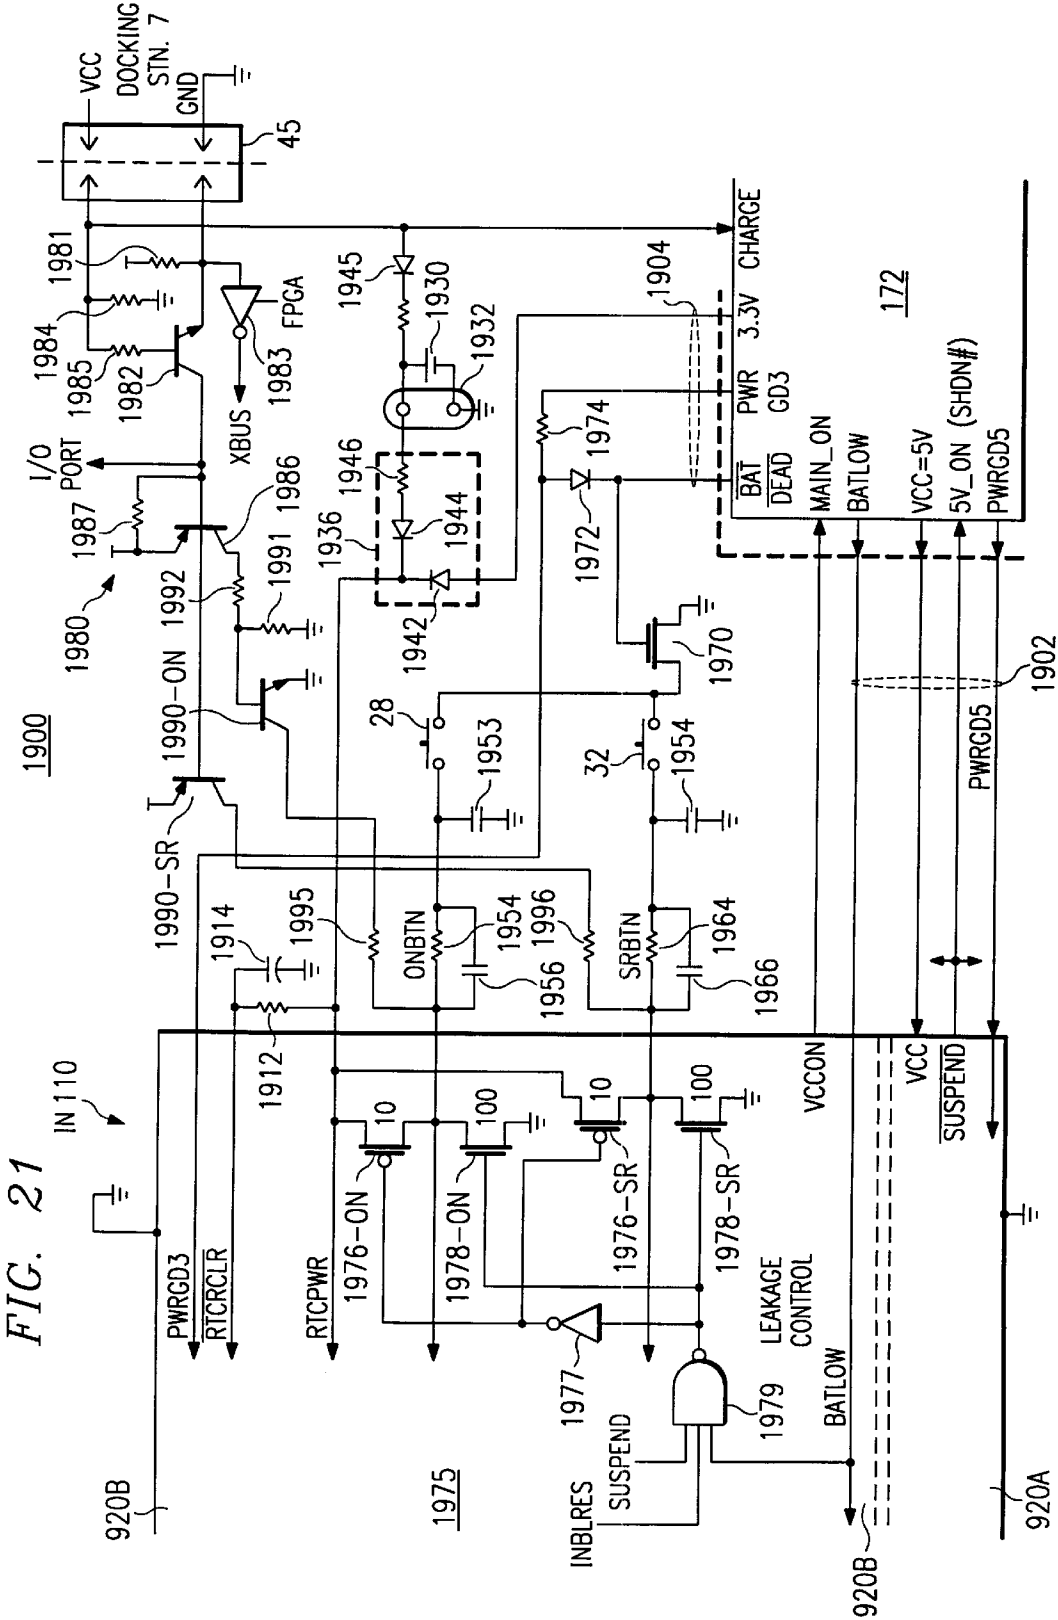 FIG. 21
1900
IN 110
VCC
DOCKING
STN. 7
GND
45
1981
1984
1985
1982
1983
FPGA
XBUS
I/O
PORT
1987
1980
1986
1992
1991
1990-ON
1990-SR
1914
1912
1995
1945
1930
1932
1946
1944
1936
1942
1904
1974
1972
1970
28
1953
32
1954
ONBTN
1954
1956
1996
SRBTN
1964
1966
CHARGE
3.3V
PWR
GD3
BAT
DEAD
172
MAIN_ON
BATLOW
VCC=5V
5V_ON (SHDN#)
PWRGD5
1902
PWRGD5
PWRGD3
RTCRCLR
RTCPWR
10
1976-ON
100
1978-ON
10
1976-SR
100
1978-SR
1977
LEAKAGE
CONTROL
1979
SUSPEND
INBLRES
BATLOW
VCCON
VCC
SUSPEND
1975
920B
920B
920A